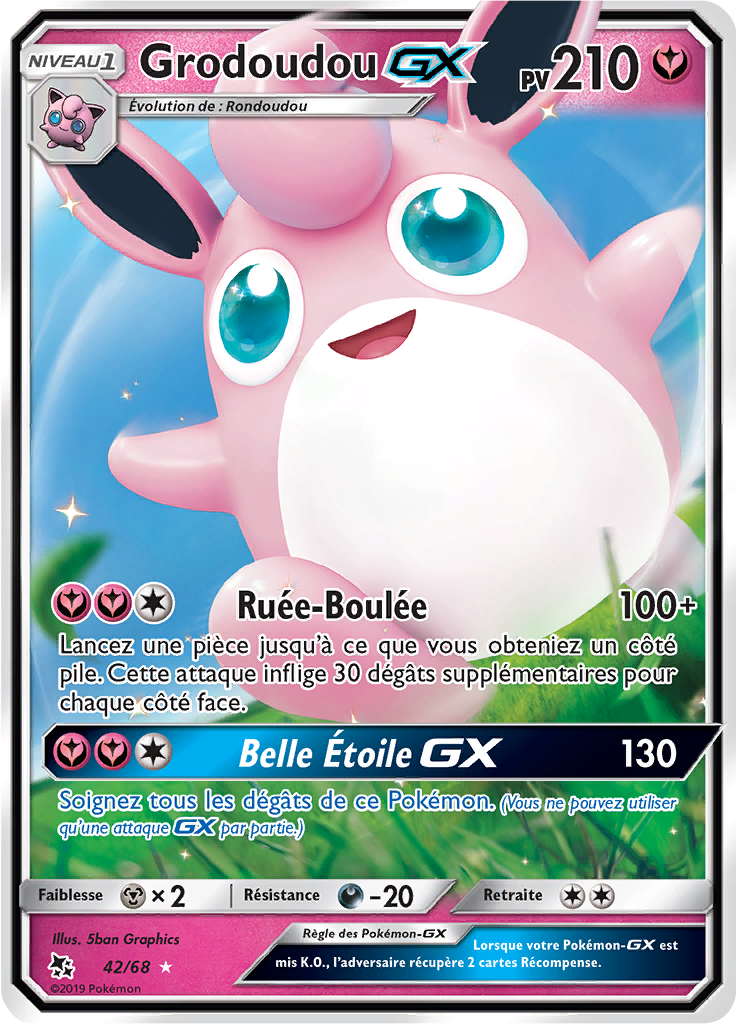 NIVEAU 1
Grodoudou GX
PV 210
Évolution de : Rondoudou
Ruée-Boulée 100+
Lancez une pièce jusqu'à ce que vous obteniez un côté
pile. Cette attaque inflige 30 dégâts supplémentaires pour
chaque côté face.
Belle Étoile GX 130
Soignez tous les dégâts de ce Pokémon. (Vous ne pouvez utiliser
qu'une attaque GX par partie.)
Faiblesse ×2 Résistance -20 Retraite
Illus. 5ban Graphics
42/68
©2019 Pokémon
Règle des Pokémon-GX
Lorsque votre Pokémon-GX est
mis K.O., l'adversaire récupère 2 cartes Récompense.